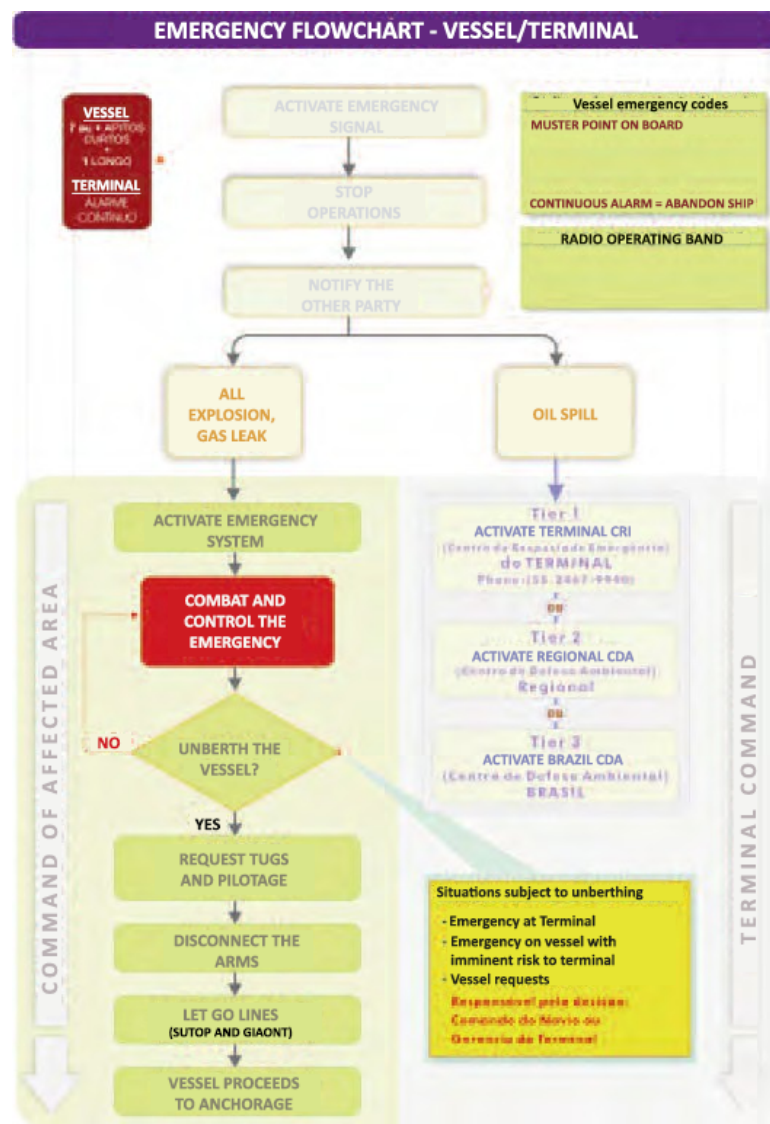 EMERGENCY FLOWCHART - VESSEL/TERMINAL
VESSEL
APITOS
CURTOS
+
1 LONGO
TERMINAL
ALARME
CONTÍNUO
ACTIVATE EMERGENCY
SIGNAL
STOP
OPERATIONS
NOTIFY THE
OTHER PARTY
Vessel emergency codes
MUSTER POINT ON BOARD
CONTINUOUS ALARM = ABANDON SHIP
RADIO OPERATING BAND
ALL
EXPLOSION,
GAS LEAK
OIL SPILL
COMMAND OF AFFECTED AREA
ACTIVATE EMERGENCY
SYSTEM
COMBAT AND
CONTROL THE
EMERGENCY
NO
UNBERTH THE
VESSEL?
YES
REQUEST TUGS
AND PILOTAGE
DISCONNECT THE
ARMS
LET GO LINES
(SUTOP AND GIAONT)
VESSEL PROCEEDS
TO ANCHORAGE
Tier 1
ACTIVATE TERMINAL CRI
do TERMINAL
OU
Tier 2
ACTIVATE REGIONAL CDA
(Centro de Defesa Ambiental)
Regional
OU
Tier 3
ACTIVATE BRAZIL CDA
(Centro de Defesa Ambiental)
BRASIL
TERMINAL COMMAND
Situations subject to unberthing
- Emergency at Terminal
- Emergency on vessel with
imminent risk to terminal
- Vessel requests
Responsável pela decisão:
Comando do Navio ou
Gerencia do Terminal